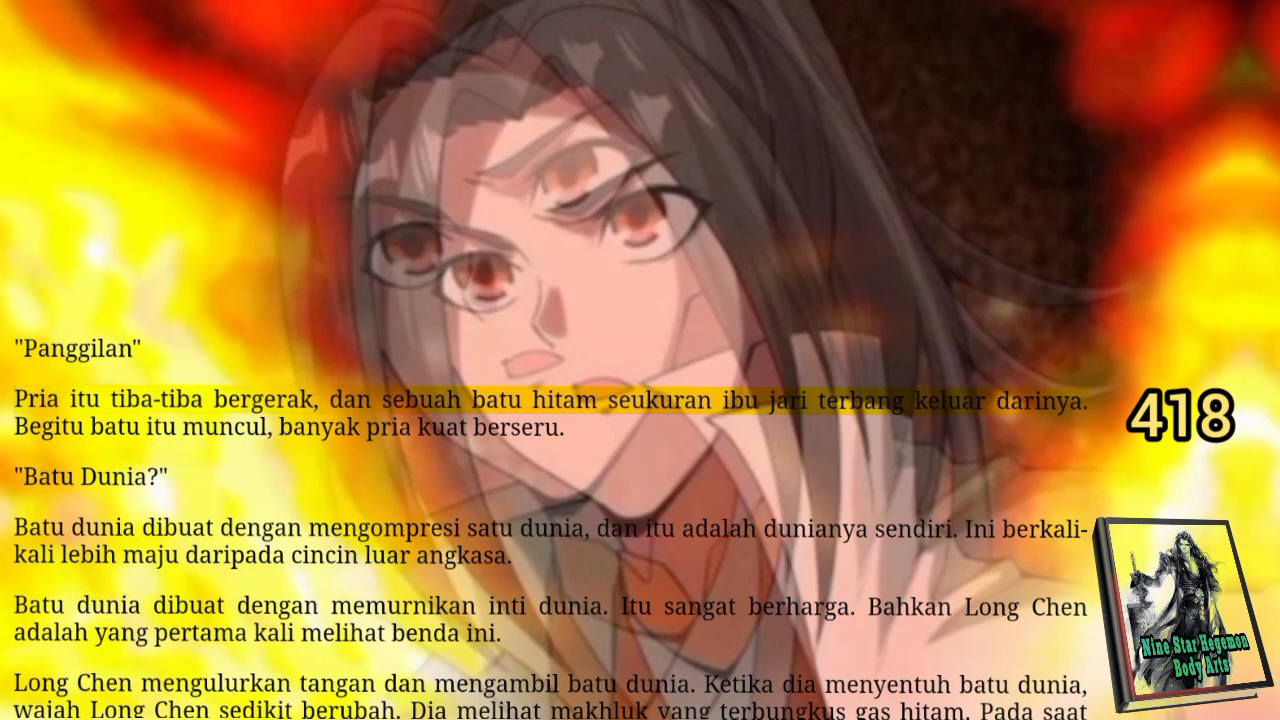 "Panggilan"
Pria itu tiba-tiba bergerak, dan sebuah batu hitam seukuran ibu jari terbang keluar darinya.
Begitu batu itu muncul, banyak pria kuat berseru.
"Batu Dunia?"
Batu dunia dibuat dengan mengompresi satu dunia, dan itu adalah dunianya sendiri. Ini berkali-
kali lebih maju daripada cincin luar angkasa.
Batu dunia dibuat dengan memurnikan inti dunia. Itu sangat berharga. Bahkan Long Chen
adalah yang pertama kali melihat benda ini.
Long Chen mengulurkan tangan dan mengambil batu dunia. Ketika dia menyentuh batu dunia,
wajah Long Chen sedikit berubah. Dia melihat makhluk yang terbungkus gas hitam. Pada saat
418
Nine Star Hegemon
Body Arts